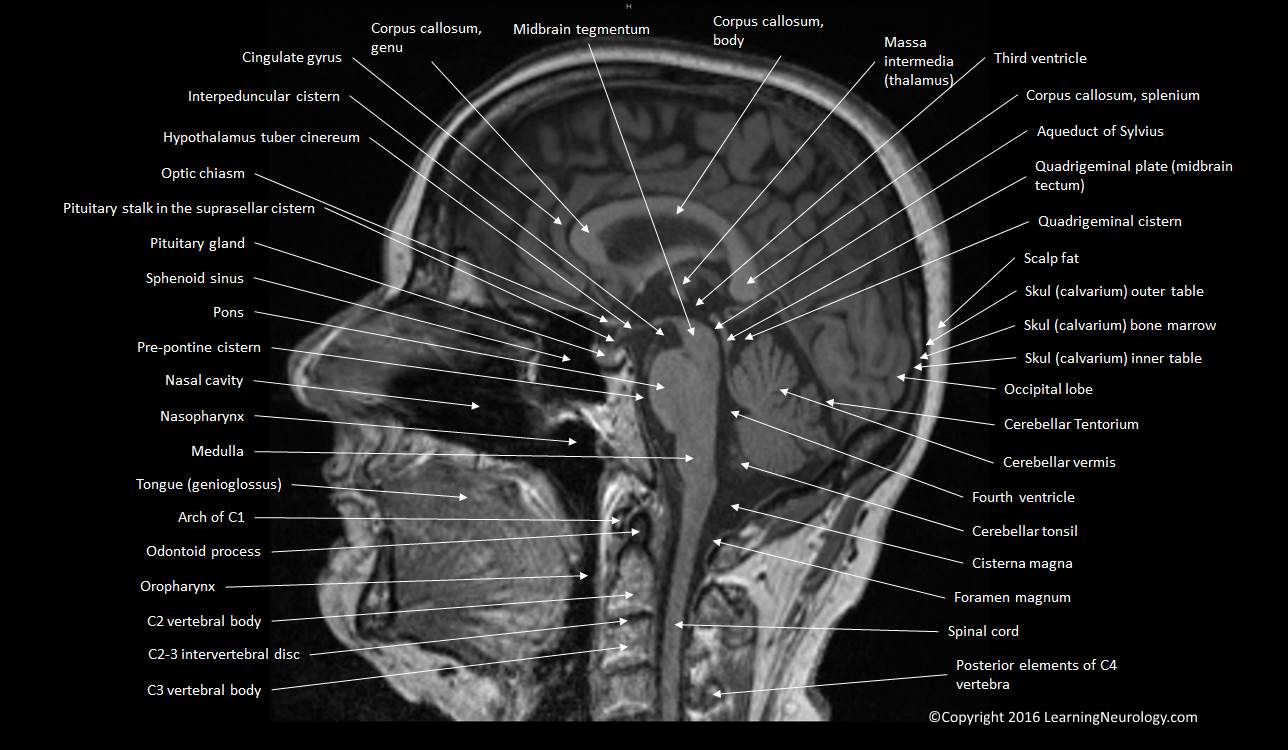 H
Corpus callosum,
genu
Midbrain tegmentum
Corpus callosum,
body
Massa
intermedia
(thalamus)
Cingulate gyrus
Interpeduncular cistern
Hypothalamus tuber cinereum
Optic chiasm
Pituitary stalk in the suprasellar cistern
Pituitary gland
Sphenoid sinus
Pons
Pre-pontine cistern
Nasal cavity
Nasopharynx
Medulla
Tongue (genioglossus)
Arch of C1
Odontoid process
Oropharynx
C2 vertebral body
C2-3 intervertebral disc
C3 vertebral body
Third ventricle
Corpus callosum, splenium
Aqueduct of Sylvius
Quadrigeminal plate (midbrain
tectum)
Quadrigeminal cistern
Scalp fat
Skul (calvarium) outer table
Skul (calvarium) bone marrow
Skul (calvarium) inner table
Occipital lobe
Cerebellar Tentorium
Cerebellar vermis
Fourth ventricle
Cerebellar tonsil
Cisterna magna
Foramen magnum
Spinal cord
Posterior elements of C4
vertebra
©Copyright 2016 LearningNeurology.com